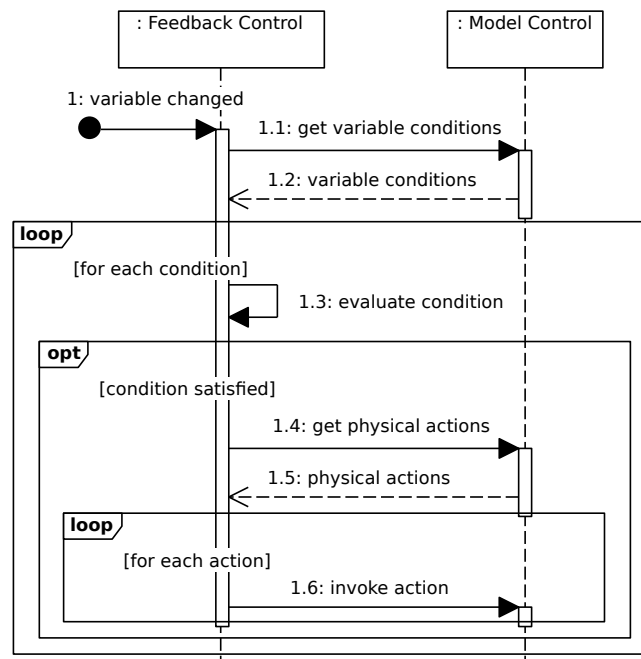 : Feedback Control
: Model Control
1: variable changed
1.1: get variable conditions
1.2: variable conditions
loop
[for each condition]
1.3: evaluate condition
opt
[condition satisfied]
1.4: get physical actions
1.5: physical actions
loop
[for each action]
1.6: invoke action